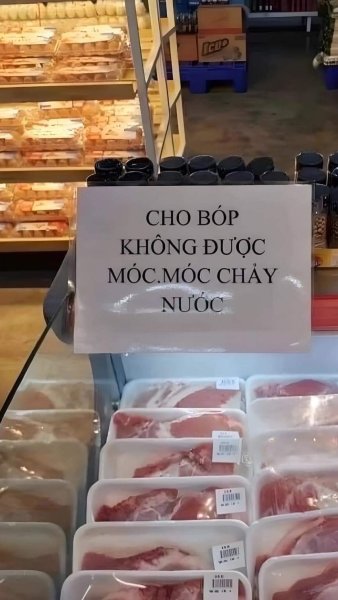 CHO BÓP
KHÔNG ĐƯỢC
MÓC,MÓC CHẢY
NƯỚC